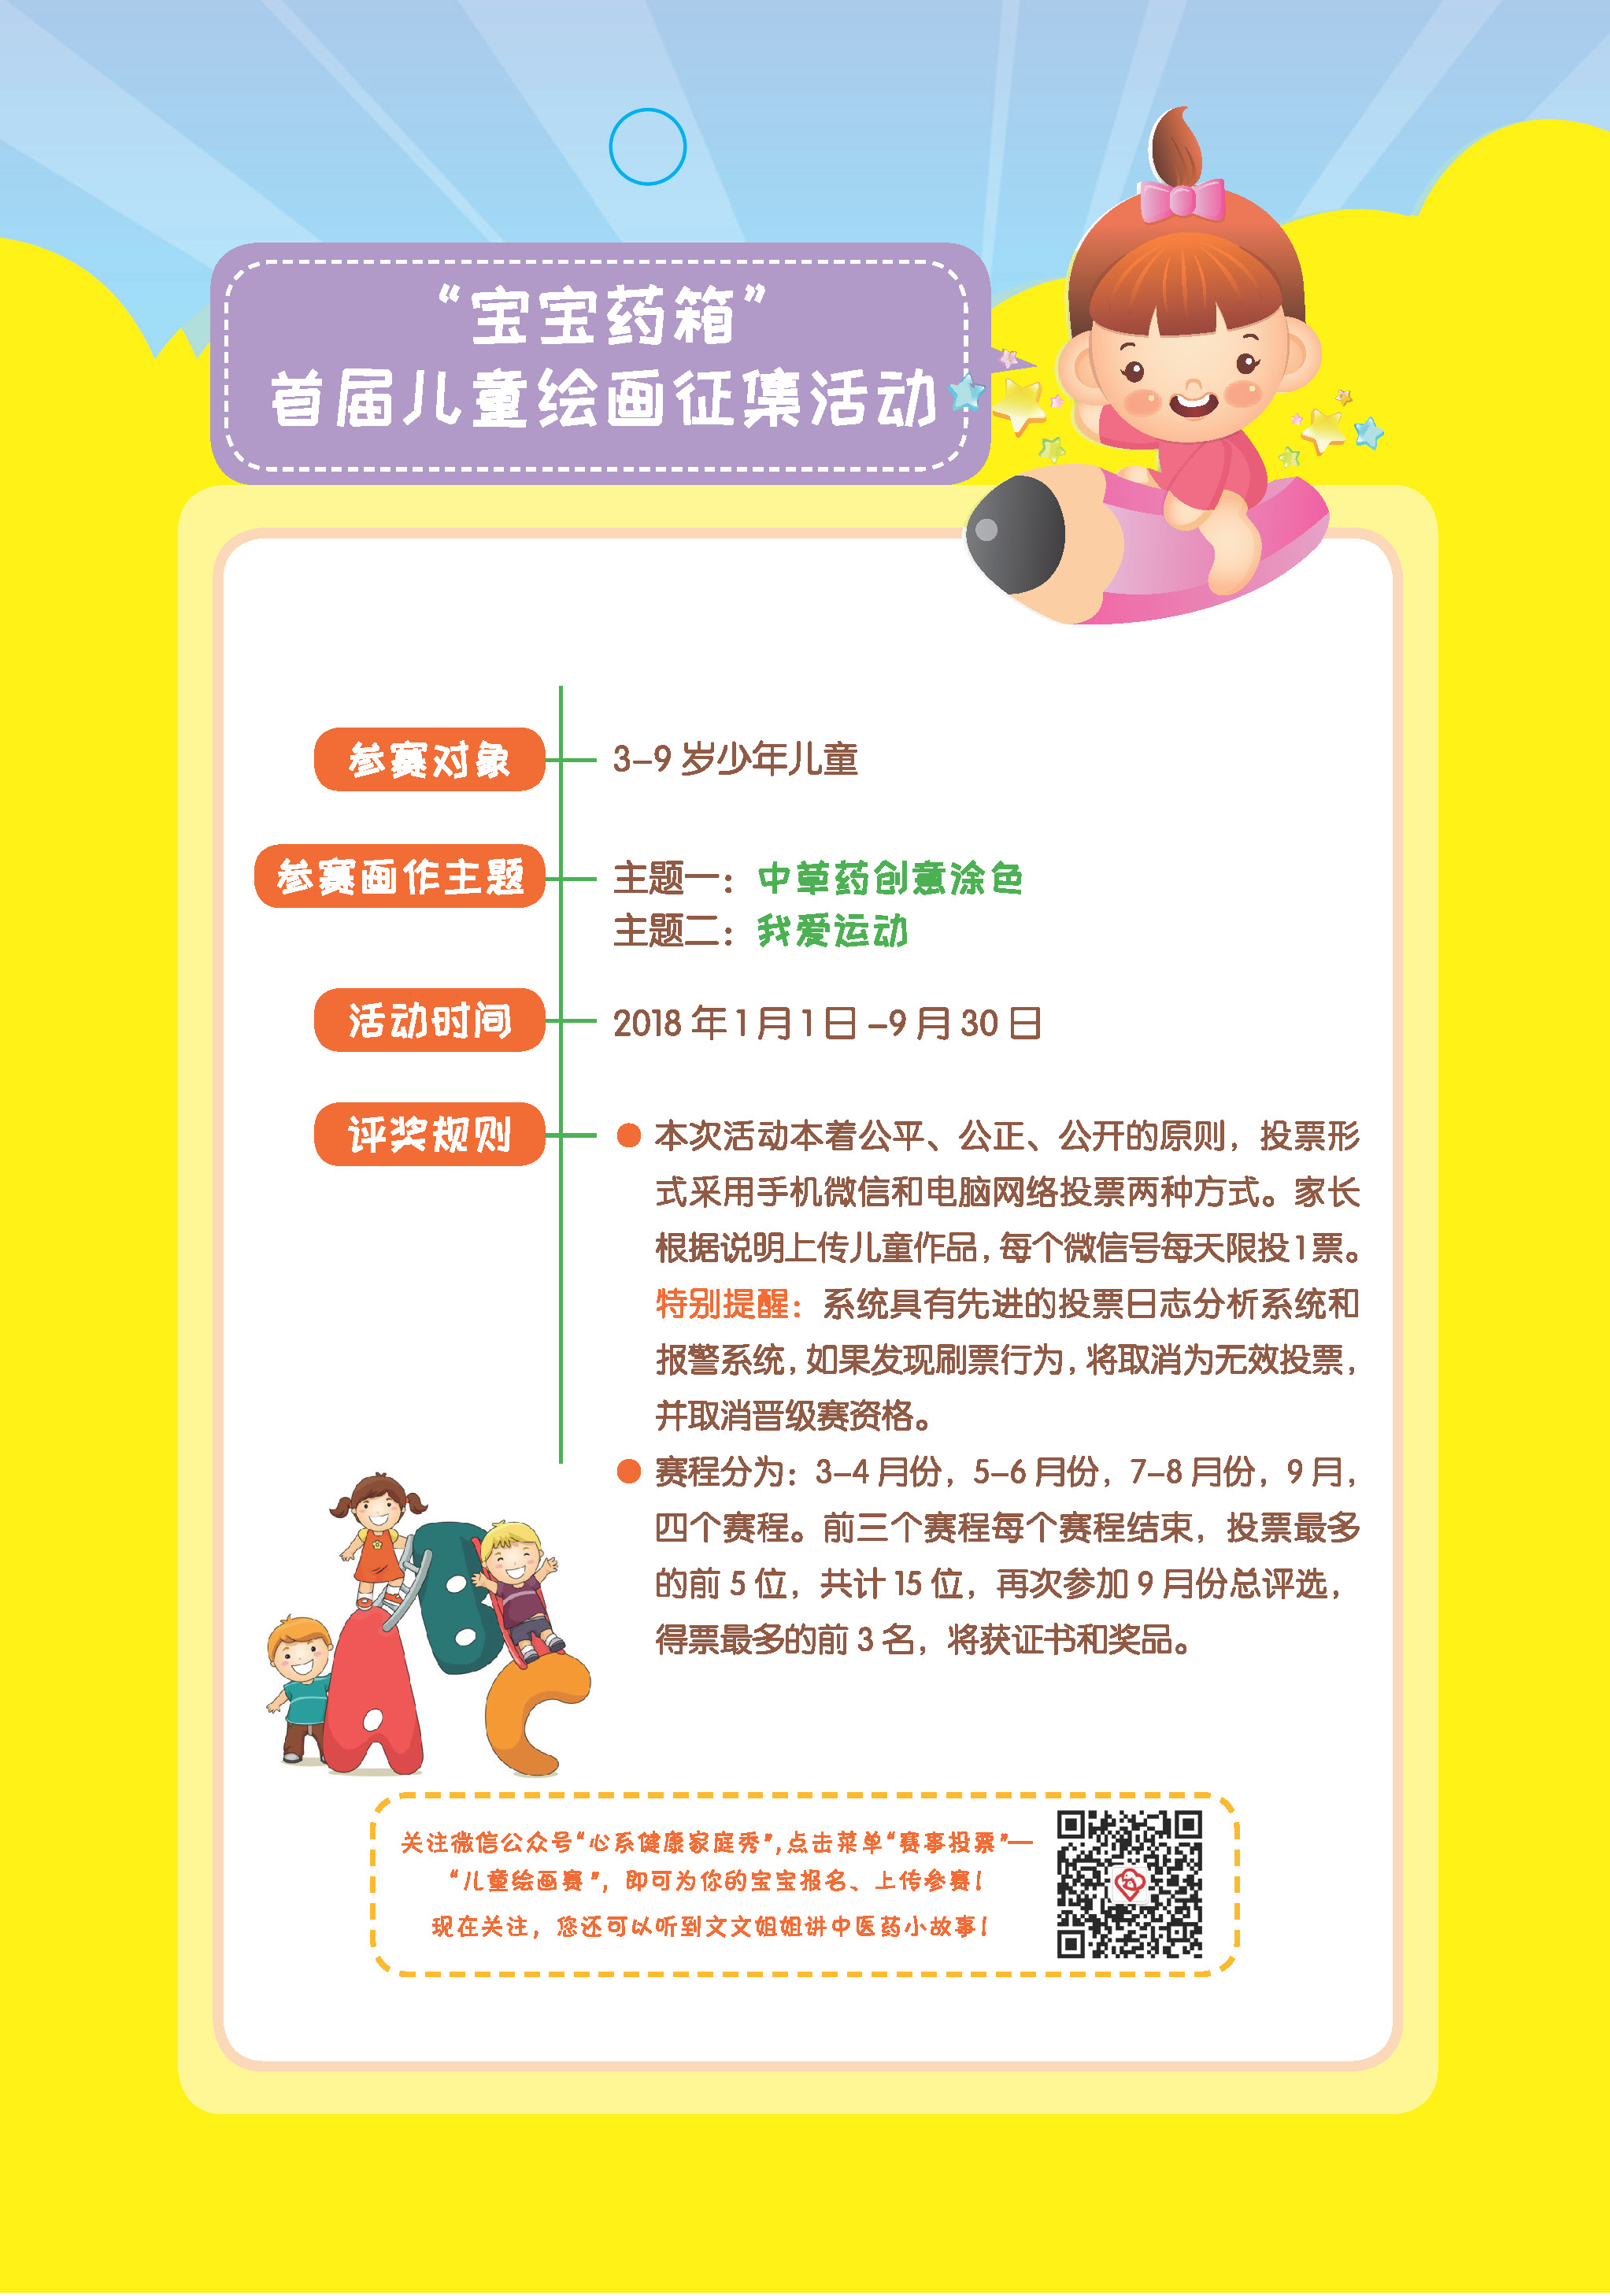 “宝宝药箱”
首届儿童绘画征集活动
参赛对象
3-9 岁少年儿童
参赛画作主题
主题一：中草药创意涂色
主题二：我爱运动
活动时间
2018 年 1 月 1 日 -9 月 30 日
评奖规则
● 本次活动本着公平、公正、公开的原则，投票形
式采用手机微信和电脑网络投票两种方式。家长
根据说明上传儿童作品，每个微信号每天限投 1 票。
特别提醒：系统具有先进的投票日志分析系统和
报警系统，如果发现刷票行为，将取消为无效投票，
并取消晋级赛资格。
● 赛程分为：3-4 月份，5-6 月份，7-8 月份，9 月，
四个赛程。前三个赛程每个赛程结束，投票最多
的前 5 位，共计 15 位，再次参加 9 月份总评选，
得票最多的前 3 名，将获证书和奖品。
A B C
关注微信公众号“心系健康家庭秀”，点击菜单“赛事投票”—
“儿童绘画赛”，即可为你的宝宝报名、上传参赛！
现在关注，您还可以听到文文姐姐讲中医药小故事！